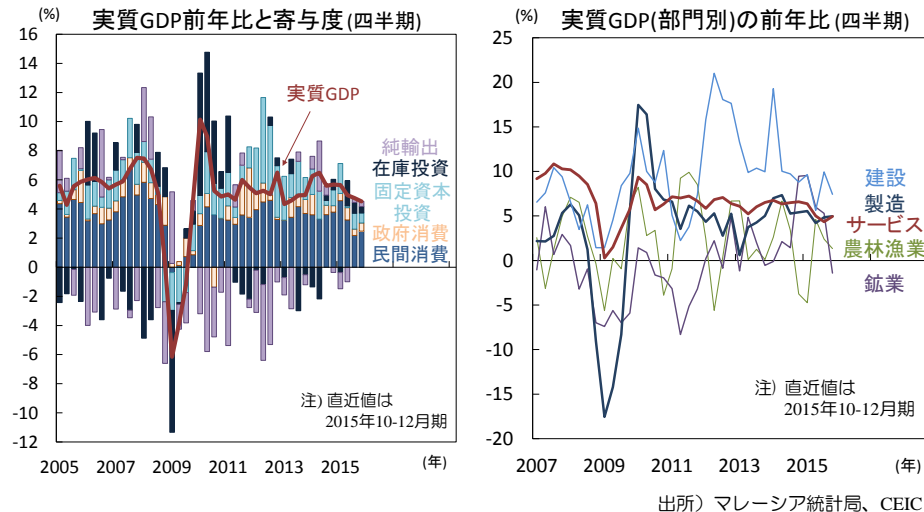 実質GDP前年比と寄与度 (四半期)
(%)
16
14
12
10
8
6
4
2
0
-2
-4
-6
-8
-10
-12
実質GDP
純輸出
在庫投資
固定資本
投資
政府消費
民間消費
注) 直近値は
2015年10-12月期
2005 2007 2009 2011 2013 2015
(年)
実質GDP(部門別)の前年比 (四半期)
(%)
25
20
15
10
5
0
-5
-10
-15
-20
建設
製造
サービス
農林漁業
鉱業
注) 直近値は
2015年10-12月期
2007 2009 2011 2013 2015
(年)
出所）マレーシア統計局、CEIC